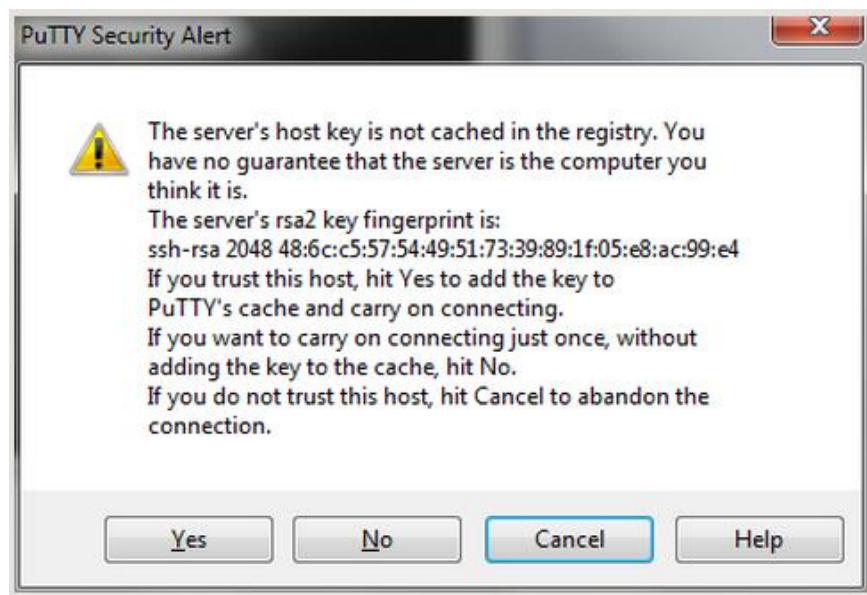 PuTTY Security Alert
The server's host key is not cached in the registry. You
have no guarantee that the server is the computer you
think it is.
The server's rsa2 key fingerprint is:
ssh-rsa 2048 48:6c:c5:57:54:49:51:73:39:89:1f:05:e8:ac:99:e4
If you trust this host, hit Yes to add the key to
PuTTY's cache and carry on connecting.
If you want to carry on connecting just once, without
adding the key to the cache, hit No.
If you do not trust this host, hit Cancel to abandon the
connection.
Yes No Cancel Help